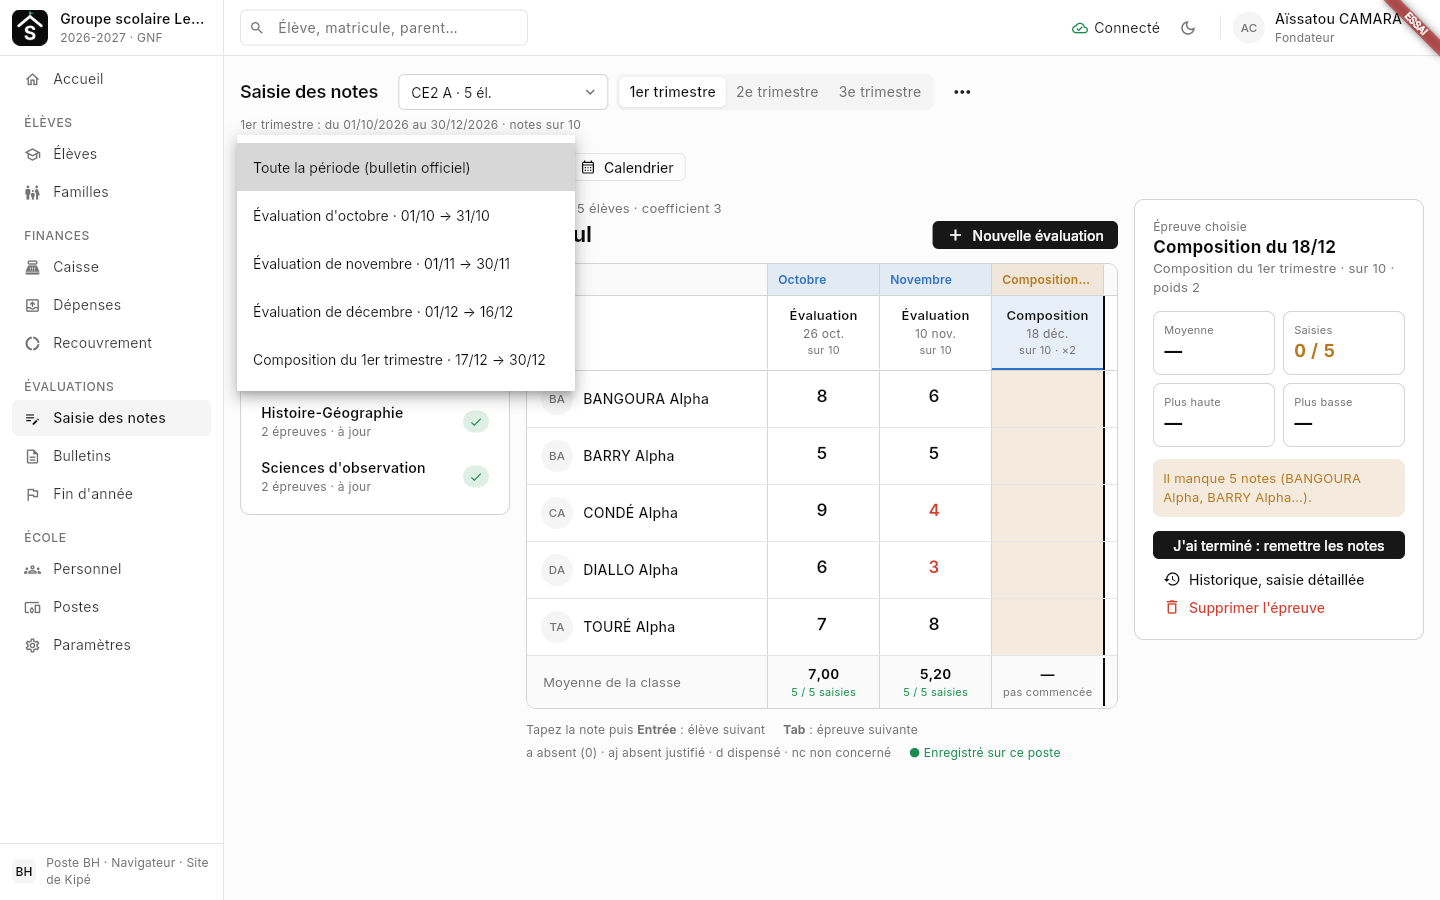 Groupe scolaire Le...
2026-2027 · GNF
Élève, matricule, parent...
Connecté
AC
Aïssatou CAMARA
Fondateur
ESSAI
Accueil
ÉLÈVES
Élèves
Familles
FINANCES
Caisse
Dépenses
Recouvrement
ÉVALUATIONS
Saisie des notes
Bulletins
Fin d'année
ÉCOLE
Personnel
Postes
Paramètres
BH
Poste BH · Navigateur · Site
de Kipé
Saisie des notes
CE2 A · 5 él.
1er trimestre
2e trimestre
3e trimestre
1er trimestre : du 01/10/2026 au 30/12/2026 · notes sur 10
Toute la période (bulletin officiel)
Évaluation d'octobre · 01/10 → 31/10
Évaluation de novembre · 01/11 → 30/11
Évaluation de décembre · 01/12 → 16/12
Composition du 1er trimestre · 17/12 → 30/12
Calendrier
Histoire-Géographie
2 épreuves · à jour
Sciences d'observation
2 épreuves · à jour
5 élèves · coefficient 3
ul
+ Nouvelle évaluation
Octobre
Novembre
Composition...
Évaluation
26 oct.
sur 10
Évaluation
10 nov.
sur 10
Composition
18 déc.
sur 10 · ×2
BA BANGOURA Alpha 8 6
BA BARRY Alpha 5 5
CA CONDÉ Alpha 9 4
DA DIALLO Alpha 6 3
TA TOURÉ Alpha 7 8
Moyenne de la classe
7,00
5 / 5 saisies
5,20
5 / 5 saisies
—
pas commencée
Tapez la note puis Entrée : élève suivant Tab : épreuve suivante
a absent (0) · aj absent justifié · d dispensé · nc non concerné Enregistré sur ce poste
Épreuve choisie
Composition du 18/12
Composition du 1er trimestre · sur 10 ·
poids 2
Moyenne
—
Saisies
0 / 5
Plus haute
—
Plus basse
—
Il manque 5 notes (BANGOURA
Alpha, BARRY Alpha...).
J'ai terminé : remettre les notes
Historique, saisie détaillée
Supprimer l'épreuve